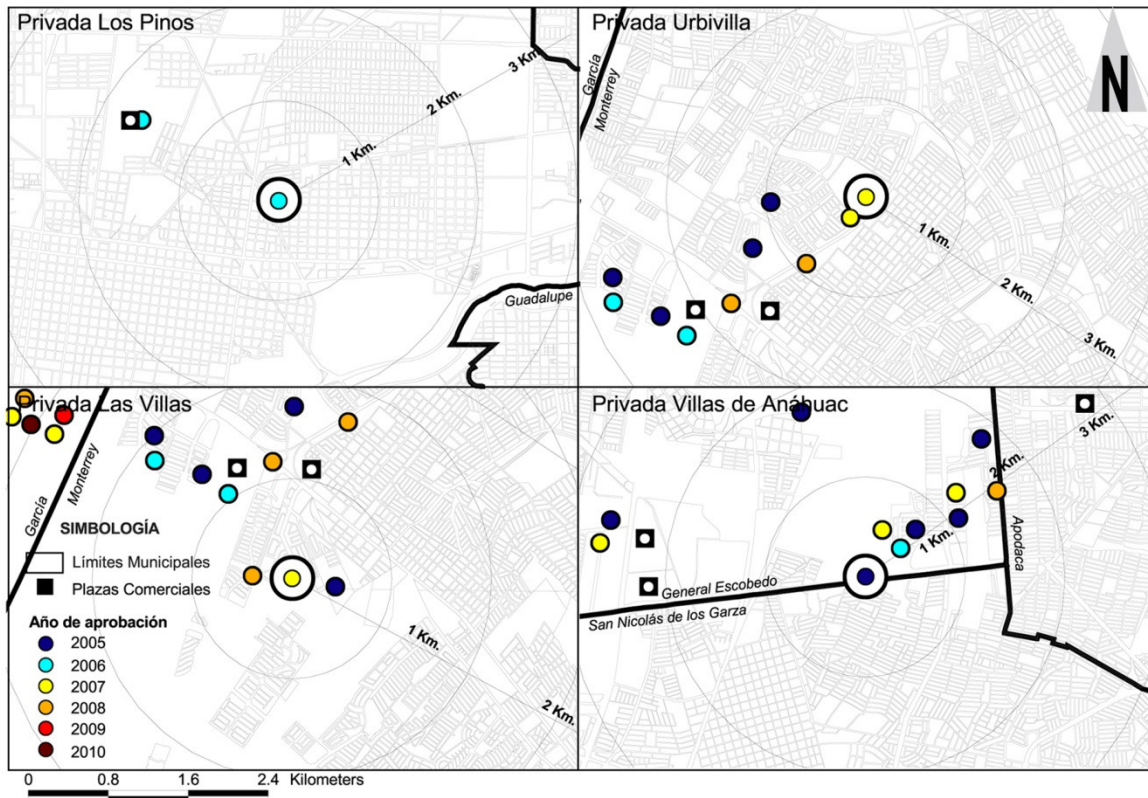 Privada Los Pinos
3 Km.
2 Km.
1 Km.
Guadalupe
Privada Urbivilla
García
Monterrey
N
1 Km.
2 Km.
3 Km.
Privada Las Villas
García
Monterrey
1 Km.
2 Km.
SIMBOLOGÍA
Límites Municipales
Plazas Comerciales
Año de aprobación
2005
2006
2007
2008
2009
2010
0 0.8 1.6 2.4 Kilometers
Privada Villas de Anáhuac
3 Km.
2 Km.
1 Km.
Apodaca
General Escobedo
San Nicolás de los Garza